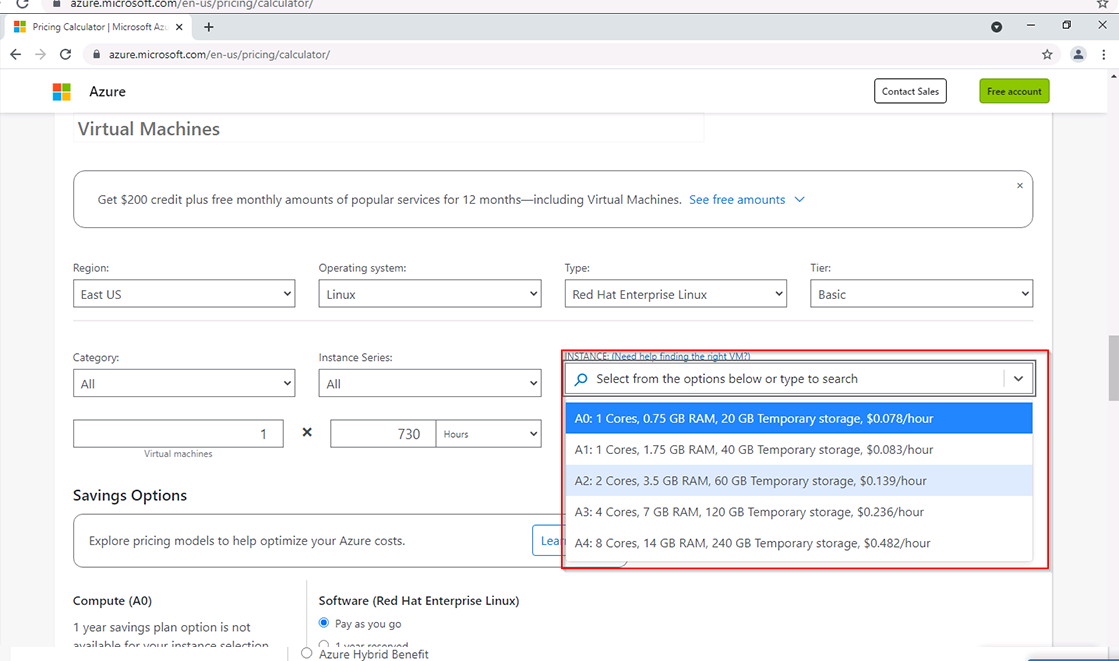 azure.microsoft.com/en-us/pricing/calculator/
Pricing Calculator | Microsoft Azu
azure.microsoft.com/en-us/pricing/calculator/
Azure
Contact Sales
Free account
Virtual Machines
Get $200 credit plus free monthly amounts of popular services for 12 months—including Virtual Machines. See free amounts
Region:
Operating system:
Type:
Tier:
East US
Linux
Red Hat Enterprise Linux
Basic
Category:
Instance Series:
INSTANCE: (Need help finding the right VM?)
All
All
Select from the options below or type to search
A0: 1 Cores, 0.75 GB RAM, 20 GB Temporary storage, $0.078/hour
A1: 1 Cores, 1.75 GB RAM, 40 GB Temporary storage, $0.083/hour
A2: 2 Cores, 3.5 GB RAM, 60 GB Temporary storage, $0.139/hour
A3: 4 Cores, 7 GB RAM, 120 GB Temporary storage, $0.236/hour
A4: 8 Cores, 14 GB RAM, 240 GB Temporary storage, $0.482/hour
1
×
730
Hours
Virtual machines
Savings Options
Explore pricing models to help optimize your Azure costs.
Lear
Compute (A0)
Software (Red Hat Enterprise Linux)
1 year savings plan option is not
Pay as you go
available for your instance selection
1 year reserved
Azure Hybrid Benefit